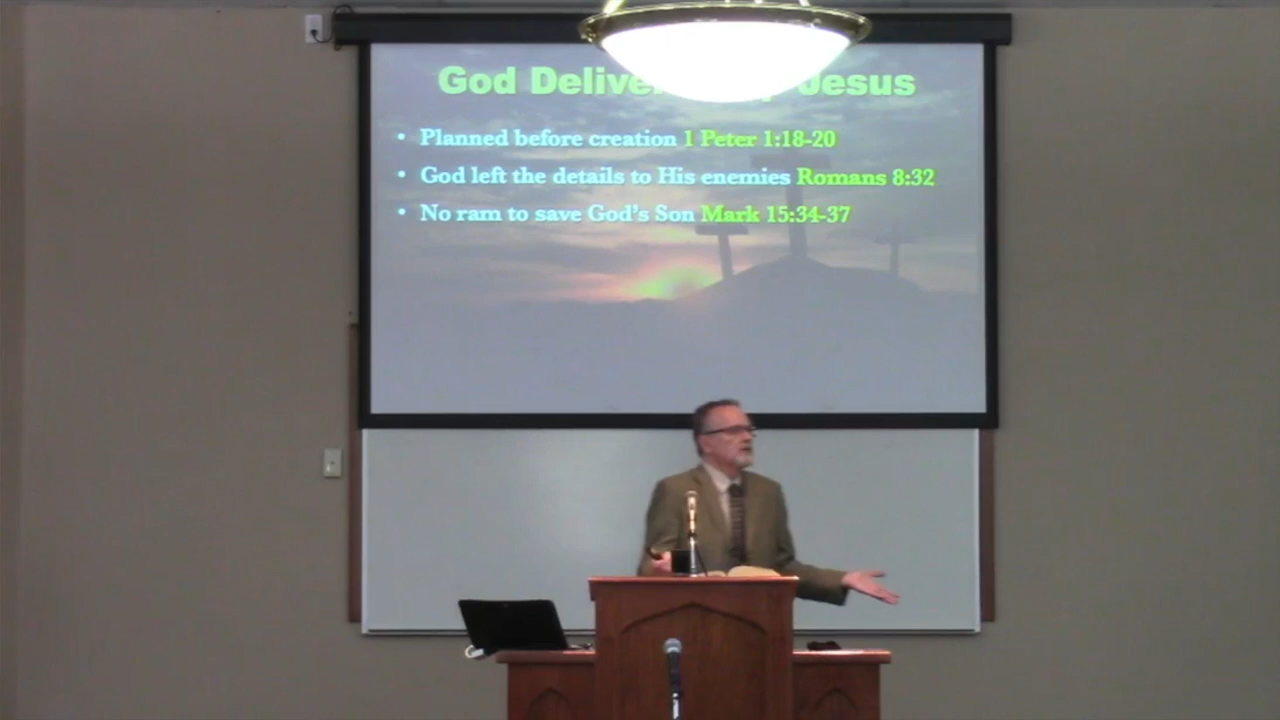 God Jesus
• Planned before creation 1 Peter 1:18-20
• God left the details to His enemies Romans 8:32
• No ram to save God's Son Mark 15:34-37